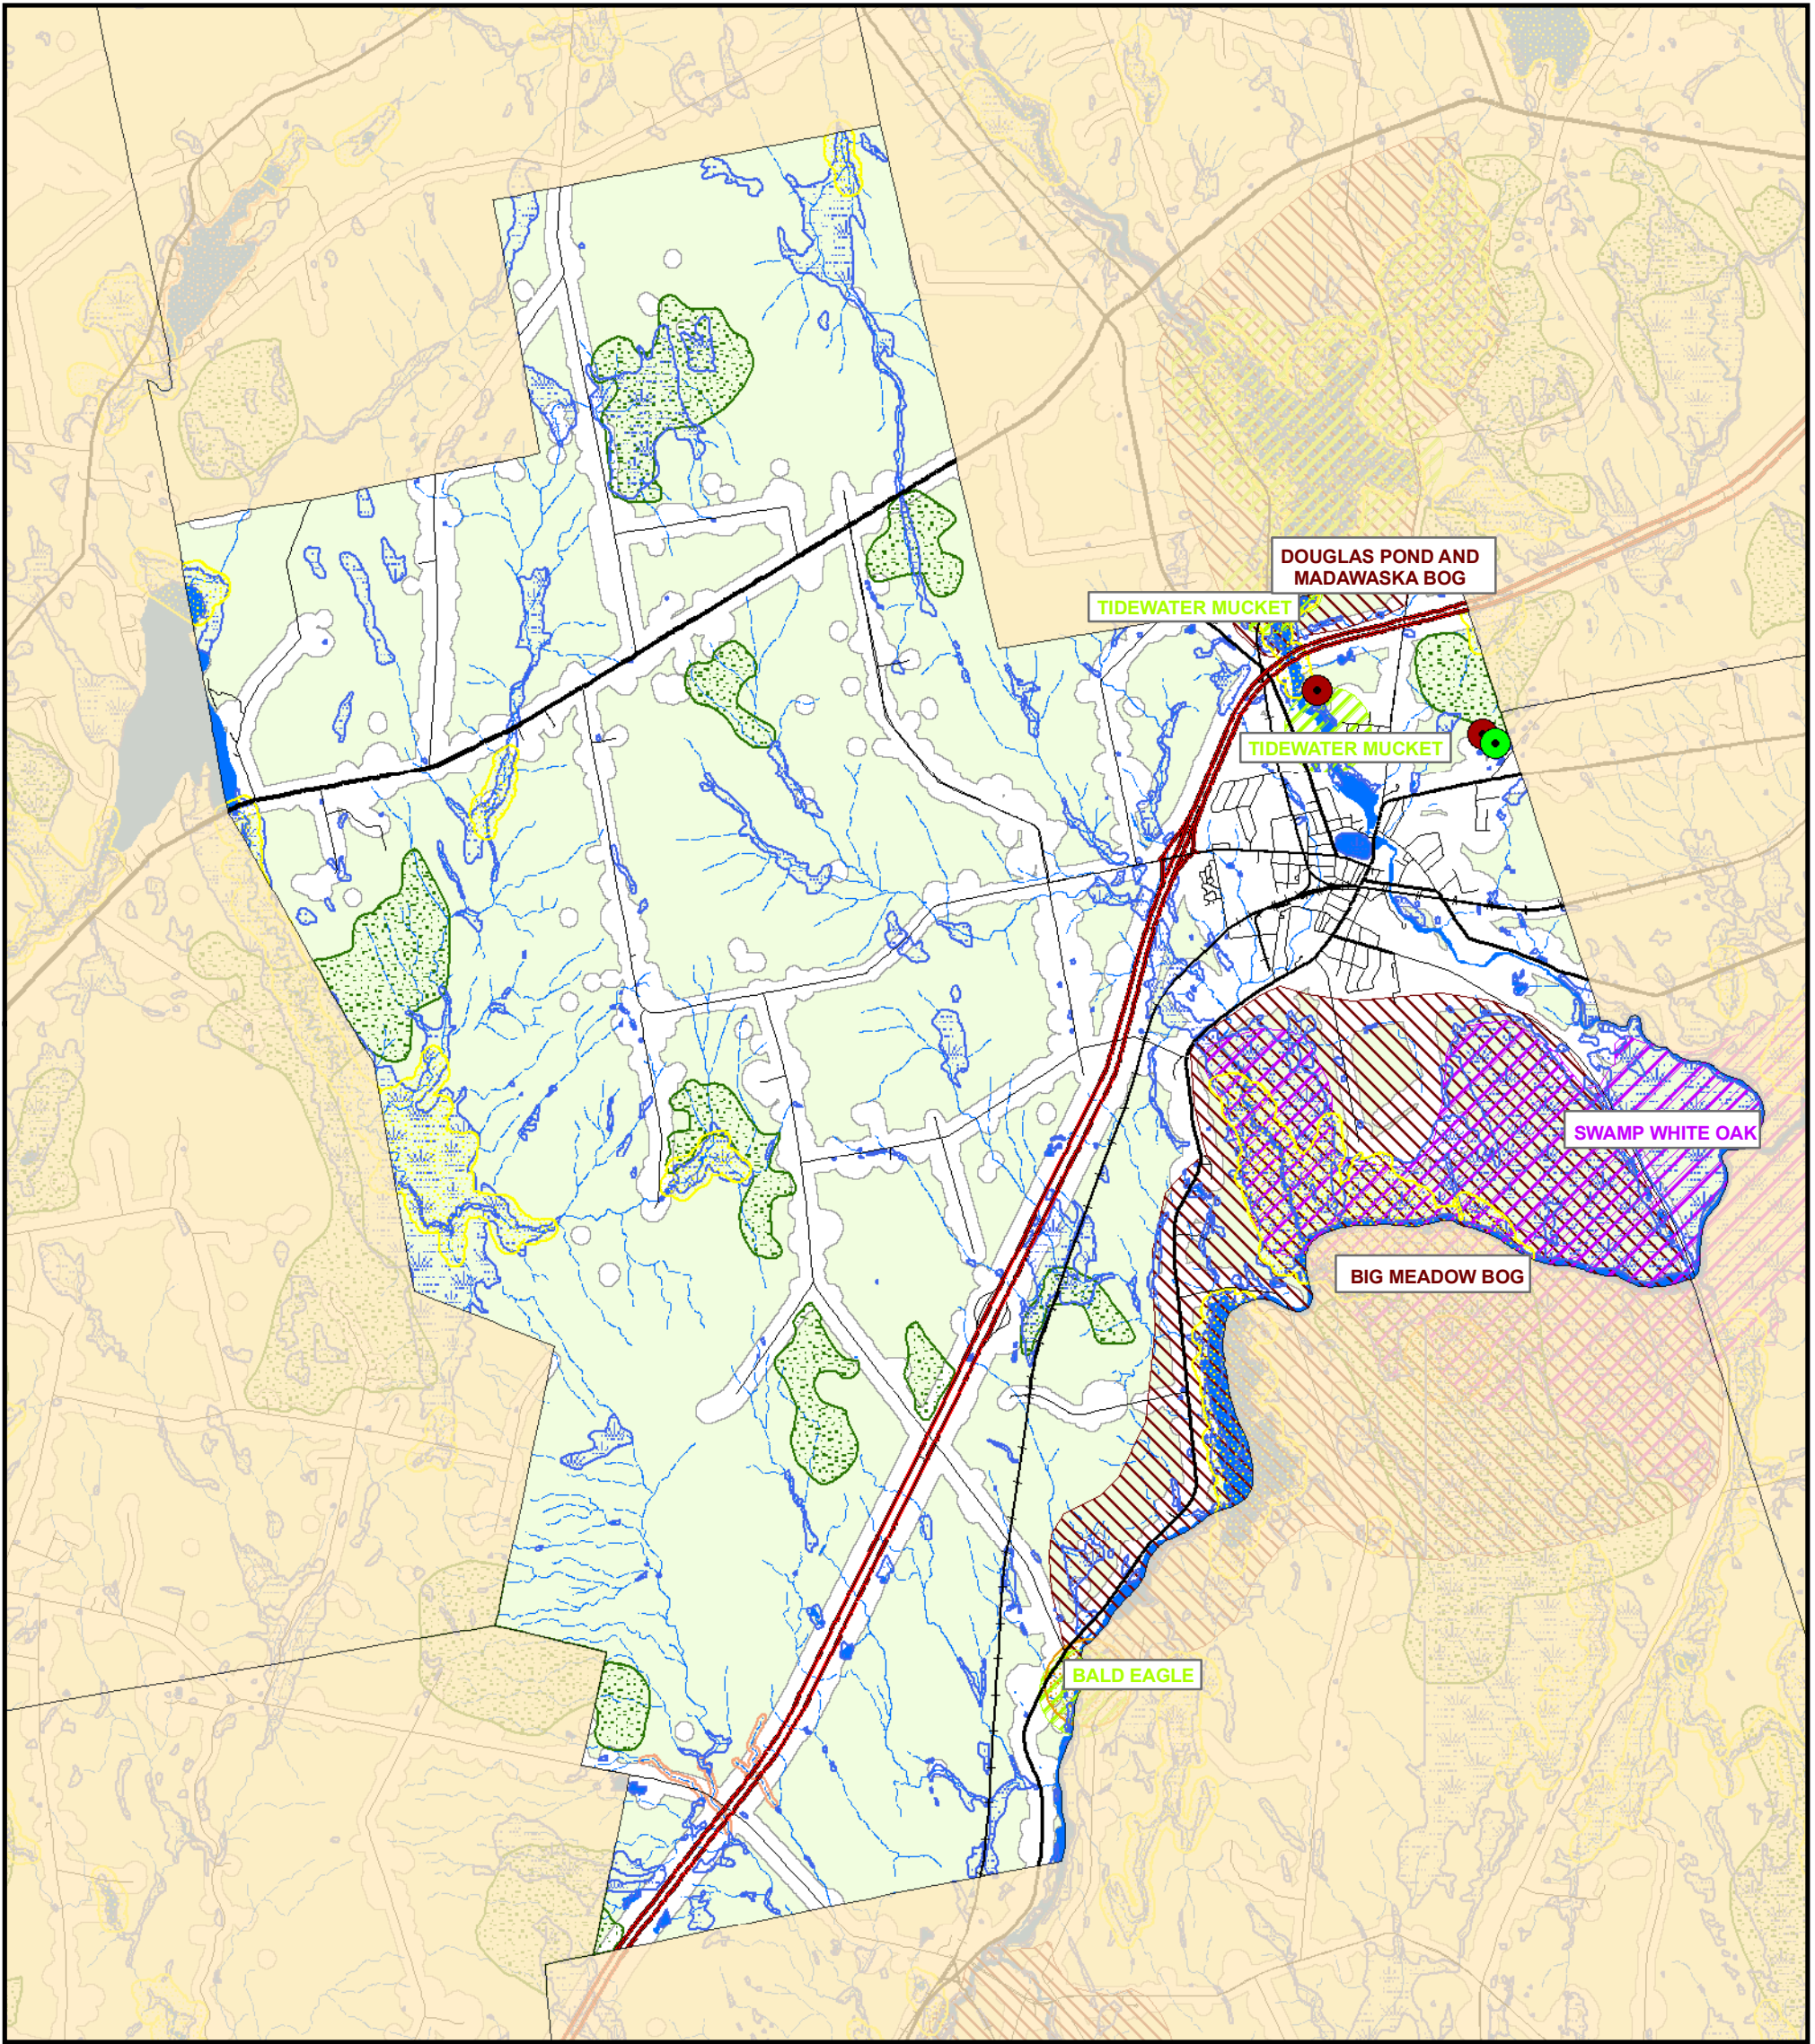 DOUGLAS POND AND
MADAWASKA BOG
TIDEWATER MUCKET
TIDEWATER MUCKET
SWAMP WHITE OAK
BIG MEADOW BOG
BALD EAGLE